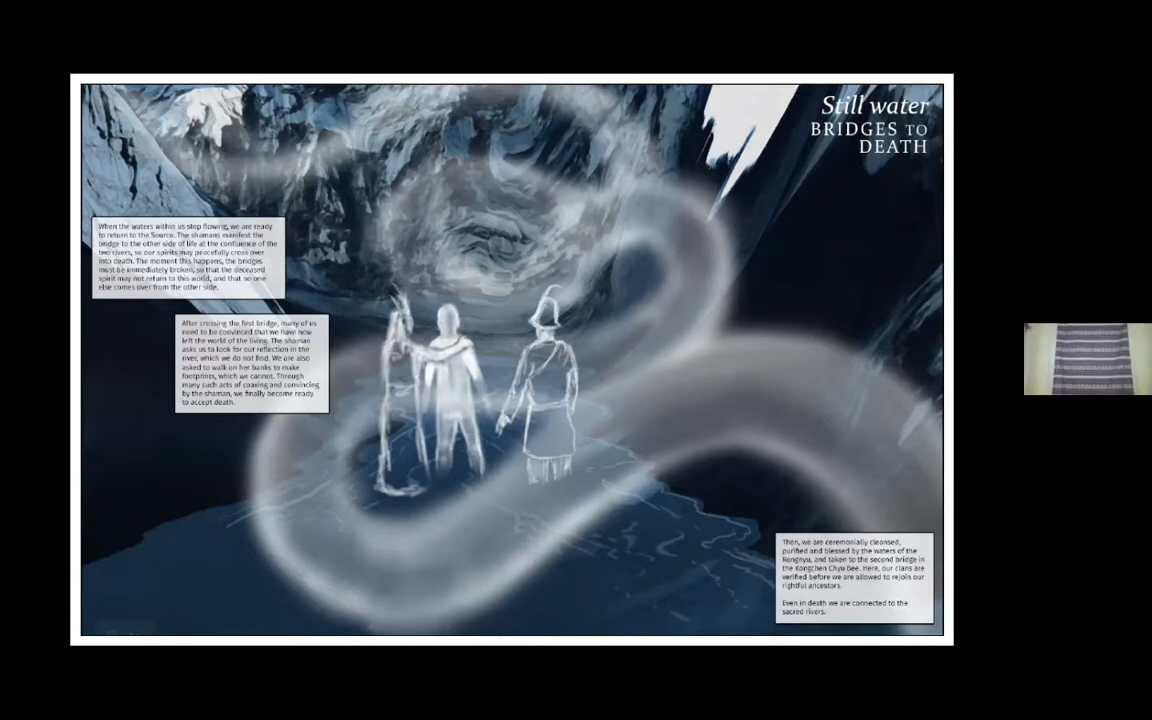 Still water
BRIDGES TO
DEATH
When the waters within us stop flowing, we are ready
to return to the Source. The shamans manifest the
bridge to the other side of life at the confluence of the
two rivers, so our spirits may peacefully cross over
into death. The moment this happens, the bridges
must be immediately broken, so that the deceased
spirit may not return to this world, and that no one
else comes over from the other side.
After crossing the first bridge, many of us
need to be convinced that we have now
left the world of the living. The shaman
asks us to look for our reflection in the
river, which we do not find. We are also
asked to walk on her banks to make
footprints, which we cannot. Through
many such acts of coaxing and convincing
by the shaman, we finally become ready
to accept death.
Then, we are ceremonially cleansed,
purified and blessed by the waters of the
Rongnyu, and taken to the second bridge in
the Kongchen Chyu Bee. Here, our clans are
verified before we are allowed to rejoin our
rightful ancestors.
Even in death we are connected to the
sacred rivers.